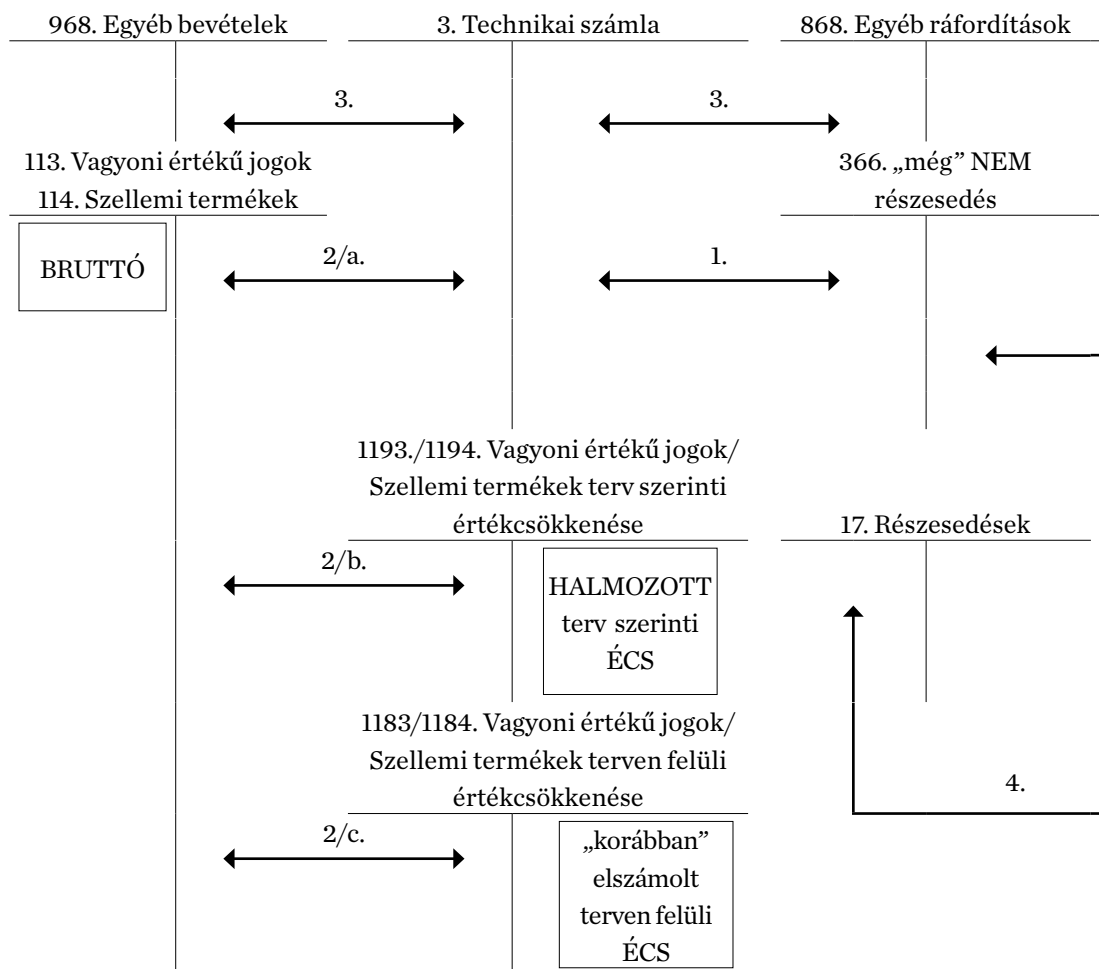 968. Egyéb bevételek
3. Technikai számla
868. Egyéb ráfordítások
3.
3.
113. Vagyoni értékű jogok
114. Szellemi termékek
366. „még” NEM
részesedés
BRUTTÓ
2/a.
1.
1193./1194. Vagyoni értékű jogok/
Szellemi termékek terv szerinti
értékcsökkenése
17. Részesedések
2/b.
HALMOZOTT
terv szerinti
ÉCS
1183/1184. Vagyoni értékű jogok/
Szellemi termékek terven felüli
értékcsökkenése
4.
2/c.
„korábban”
elszámolt
terven felüli
ÉCS